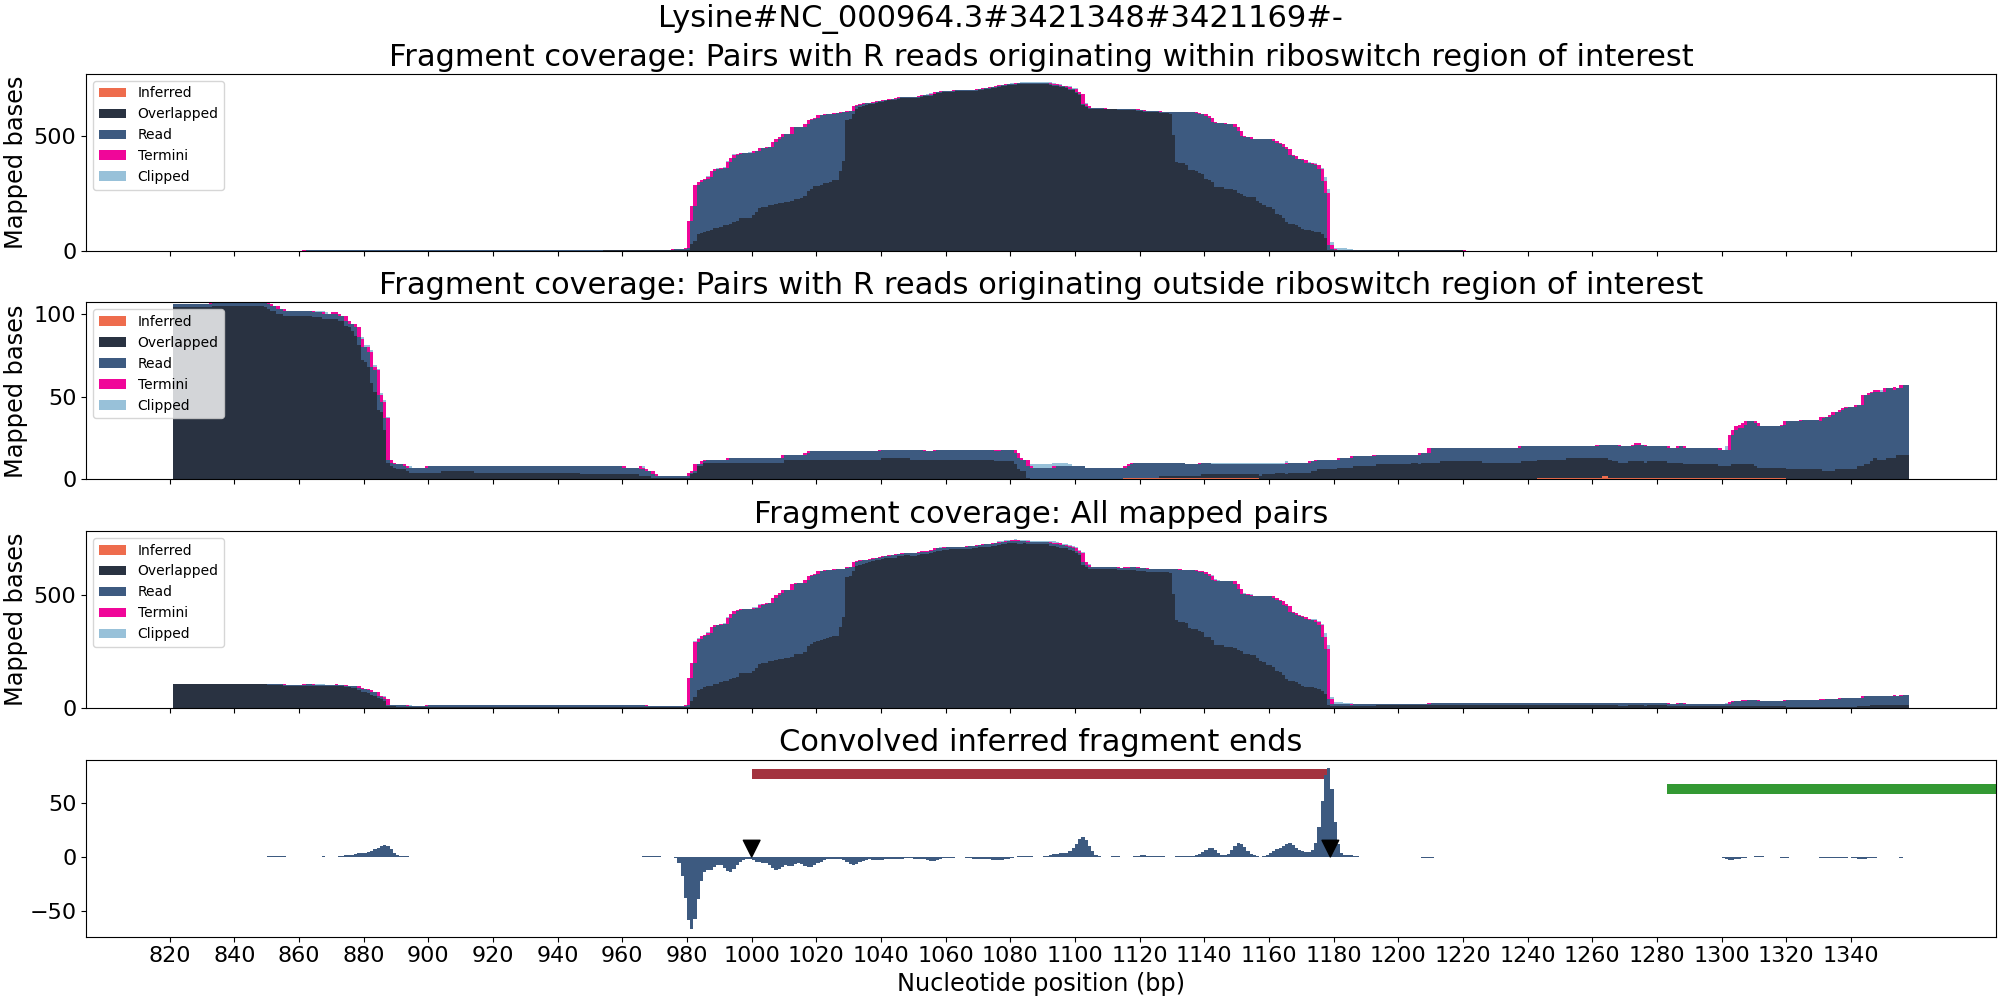 Lysine#NC_000964.3#3421348#3421169#-
Fragment coverage: Pairs with R reads originating within riboswitch region of interest
Mapped bases
500
0
Inferred
Overlapped
Read
Termini
Clipped
Fragment coverage: Pairs with R reads originating outside riboswitch region of interest
Mapped bases
100
50
0
Inferred
Overlapped
Read
Termini
Clipped
Fragment coverage: All mapped pairs
Mapped bases
500
0
Inferred
Overlapped
Read
Termini
Clipped
Convolved inferred fragment ends
50
0
−50
820 840 860 880 900 920 940 960 980 1000 1020 1040 1060 1080 1100 1120 1140 1160 1180 1200 1220 1240 1260 1280 1300 1320 1340
Nucleotide position (bp)